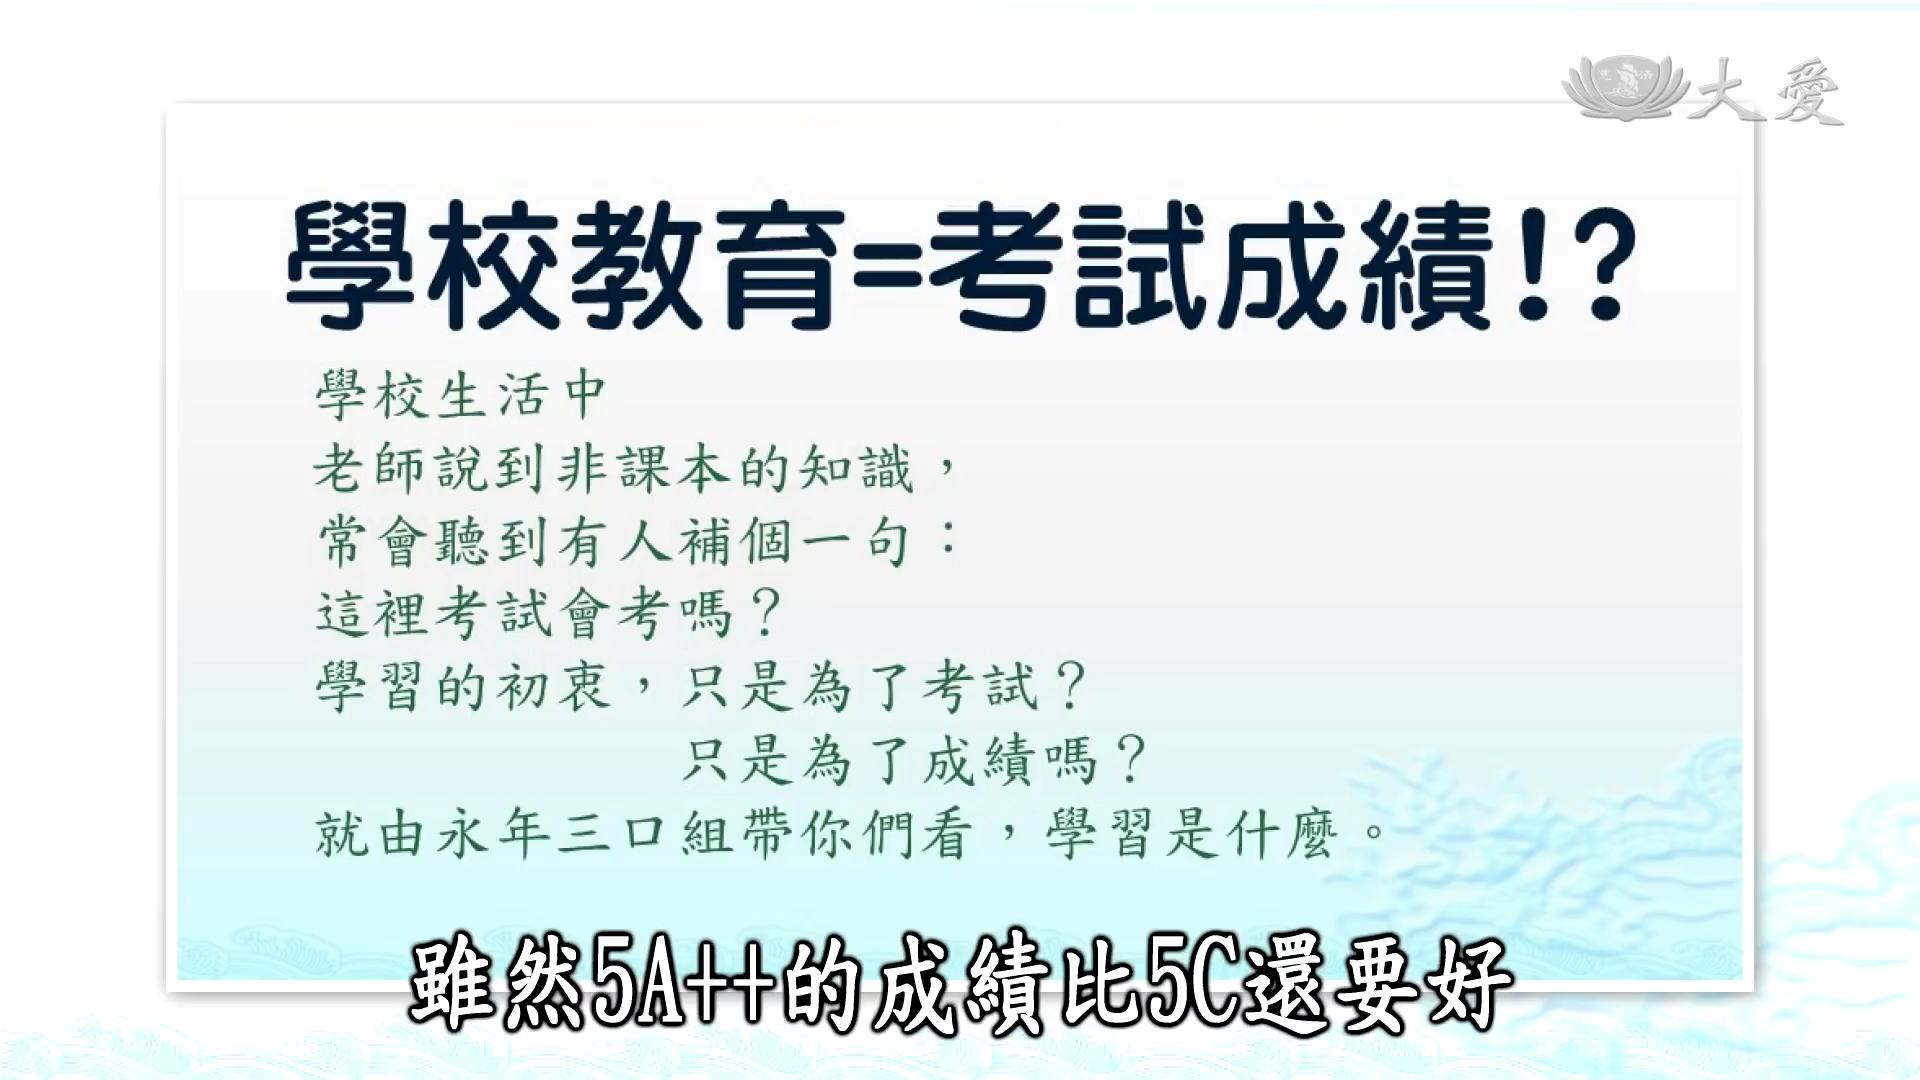 大愛
學校教育=考試成績!?
學校生活中
老師說到非課本的知識，
常會聽到有人補個一句：
這裡考試會考嗎？
學習的初衷，只是為了考試？
只是為了成績嗎？
就由永年三口組帶你們看，學習是什麼。
雖然5A++的成績比5C還要好